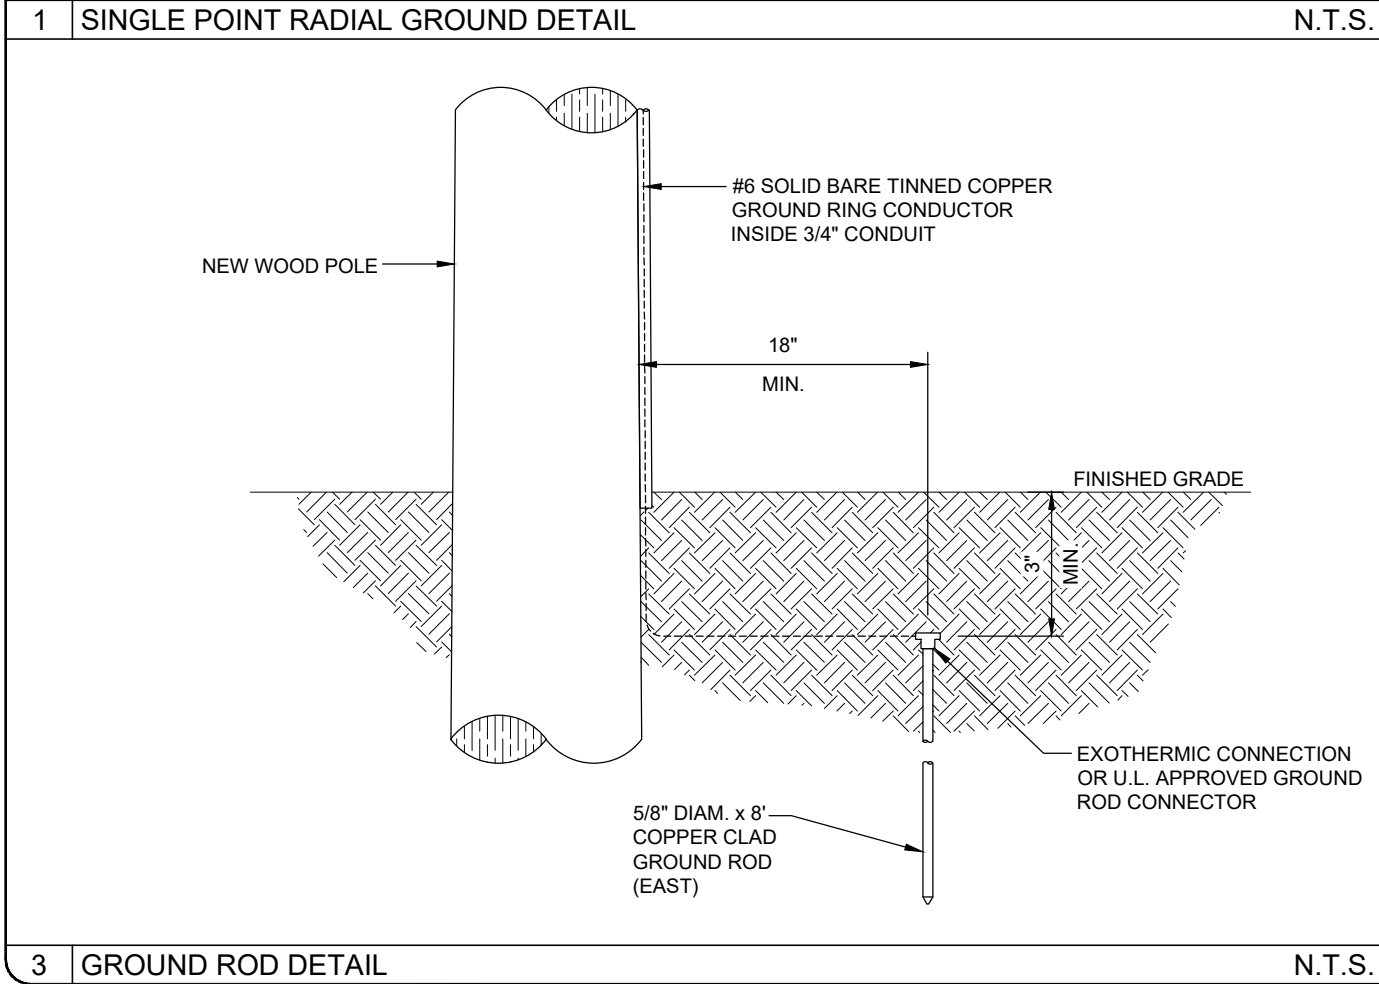 1 SINGLE POINT RADIAL GROUND DETAIL N.T.S.
#6 SOLID BARE TINNED COPPER
GROUND RING CONDUCTOR
INSIDE 3/4" CONDUIT
NEW WOOD POLE
18"
MIN.
FINISHED GRADE
3"
MIN.
EXOTHERMIC CONNECTION
OR U.L. APPROVED GROUND
ROD CONNECTOR
5/8" DIAM. x 8'
COPPER CLAD
GROUND ROD
(EAST)
3 GROUND ROD DETAIL N.T.S.